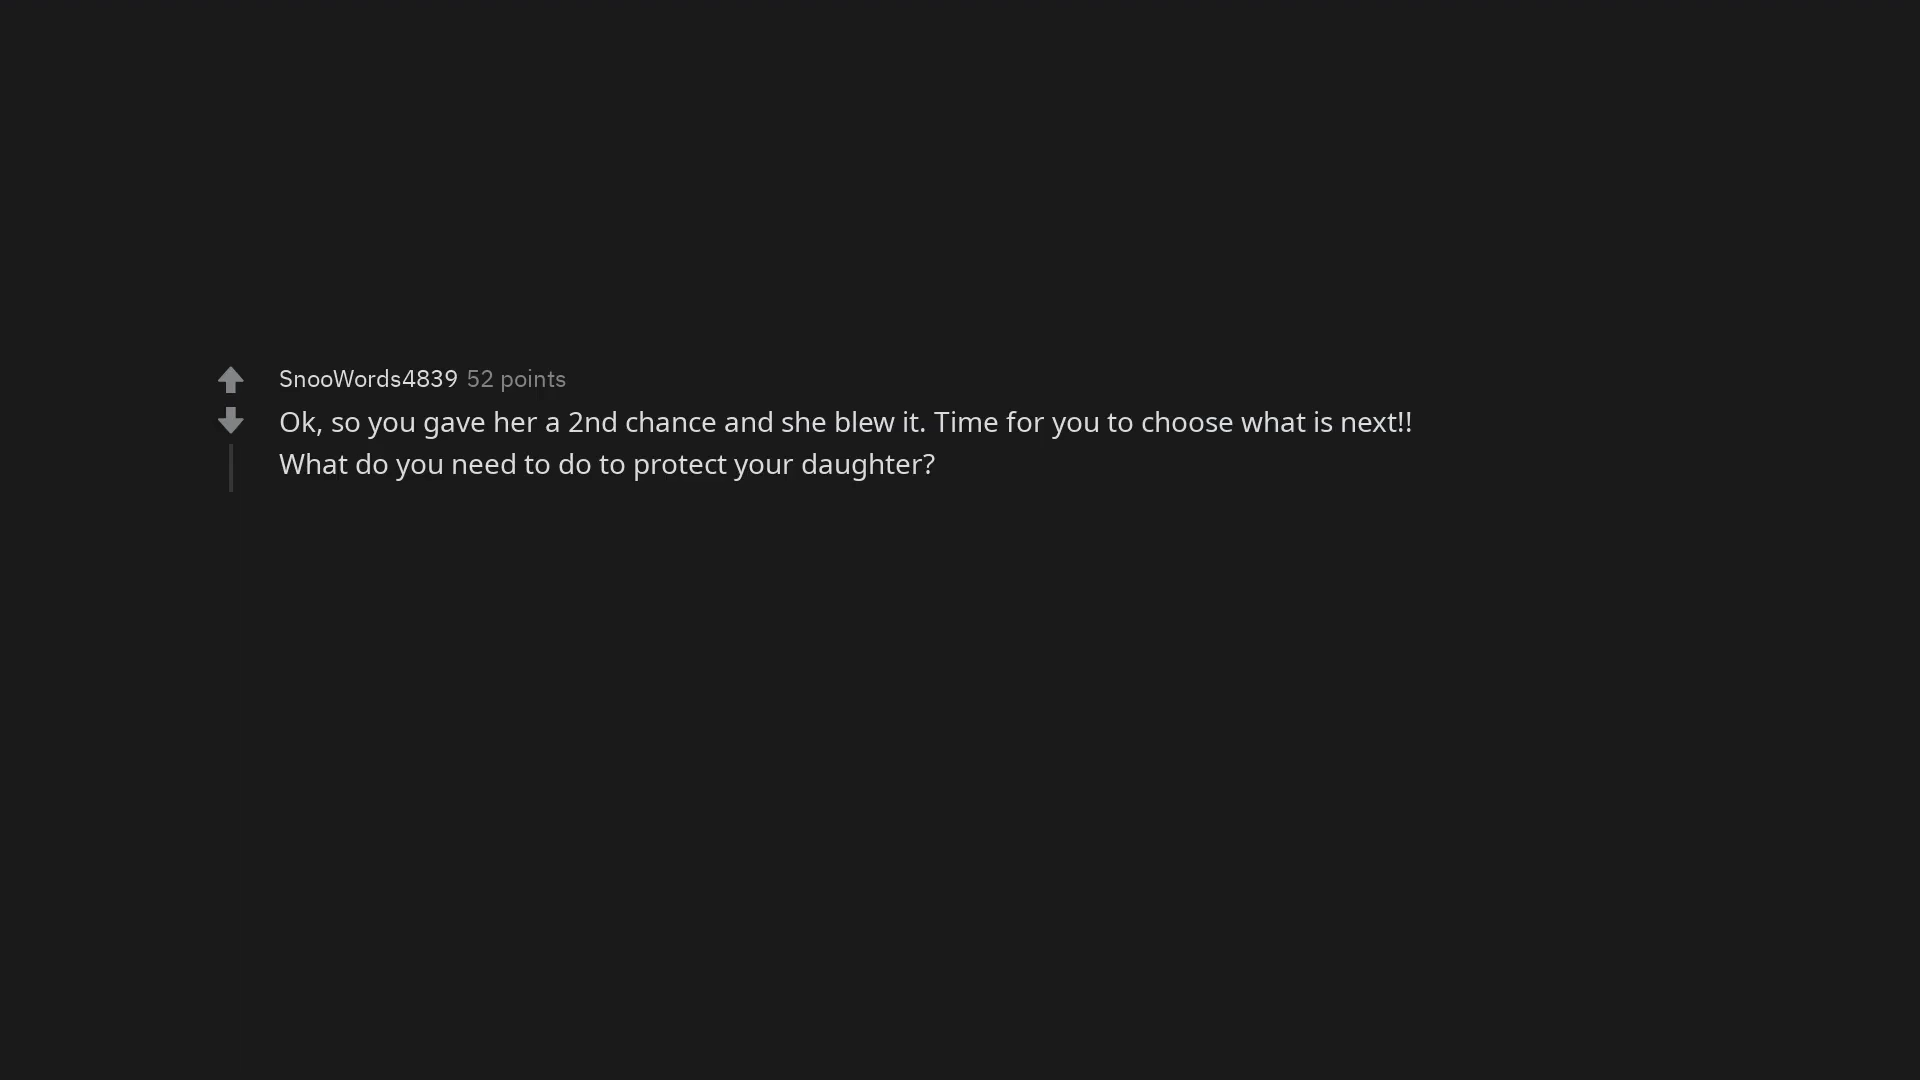 SnooWords4839 52 points
Ok, so you gave her a 2nd chance and she blew it. Time for you to choose what is next!!
What do you need to do to protect your daughter?